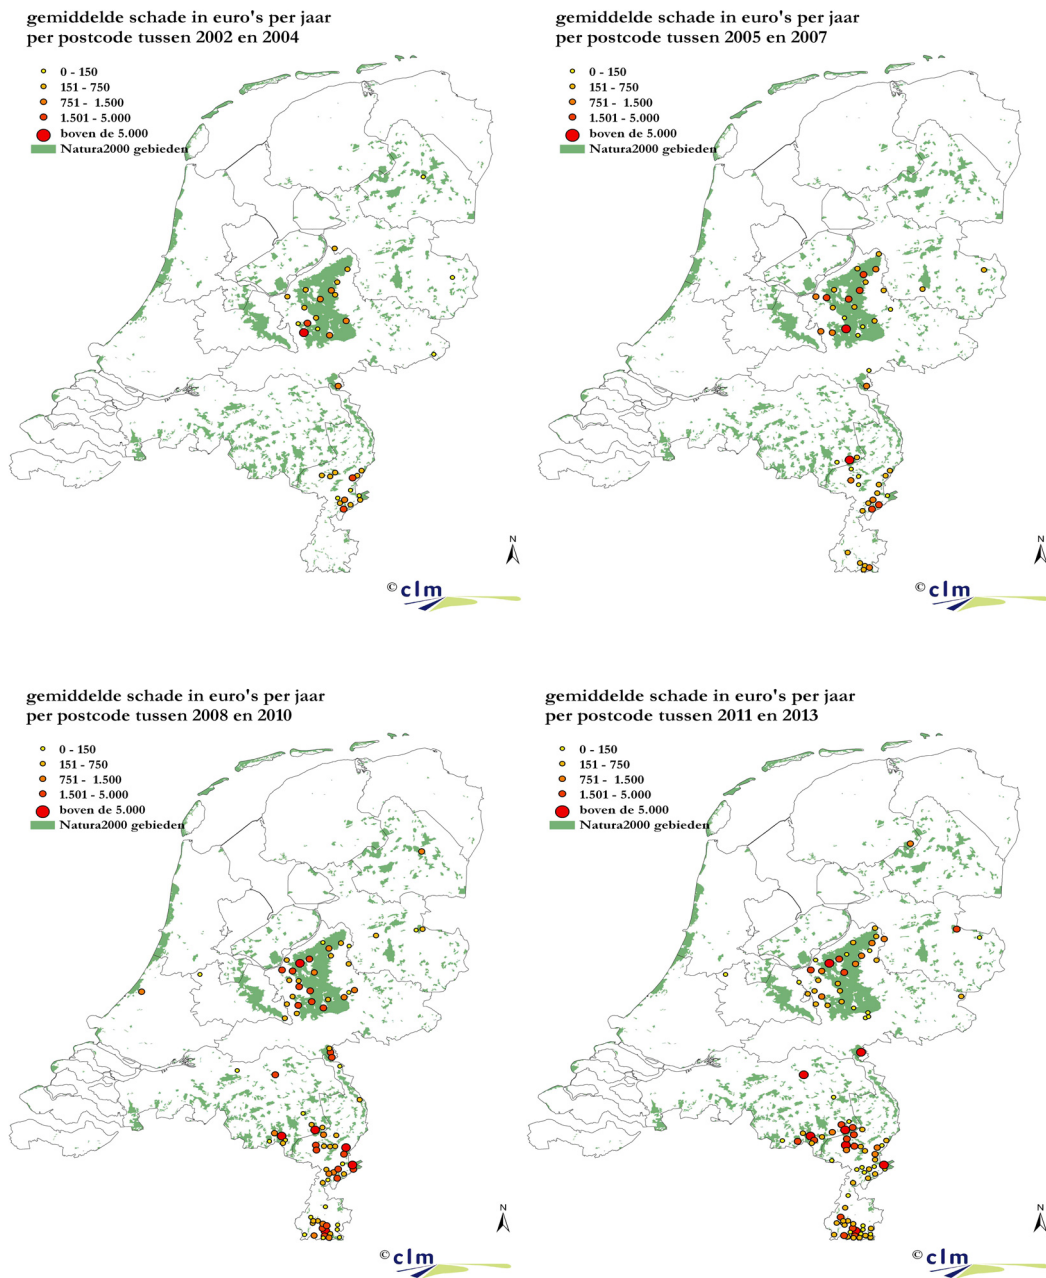 gemiddelde schade in euro's per jaar
per postcode tussen 2002 en 2004
0 - 150
151 - 750
751 - 1.500
1.501 - 5.000
boven de 5.000
Natura2000 gebieden
N
© clm
gemiddelde schade in euro's per jaar
per postcode tussen 2005 en 2007
0 - 150
151 - 750
751 - 1.500
1.501 - 5.000
boven de 5.000
Natura2000 gebieden
N
© clm
gemiddelde schade in euro's per jaar
per postcode tussen 2008 en 2010
0 - 150
151 - 750
751 - 1.500
1.501 - 5.000
boven de 5.000
Natura2000 gebieden
N
© clm
gemiddelde schade in euro's per jaar
per postcode tussen 2011 en 2013
0 - 150
151 - 750
751 - 1.500
1.501 - 5.000
boven de 5.000
Natura2000 gebieden
N
© clm